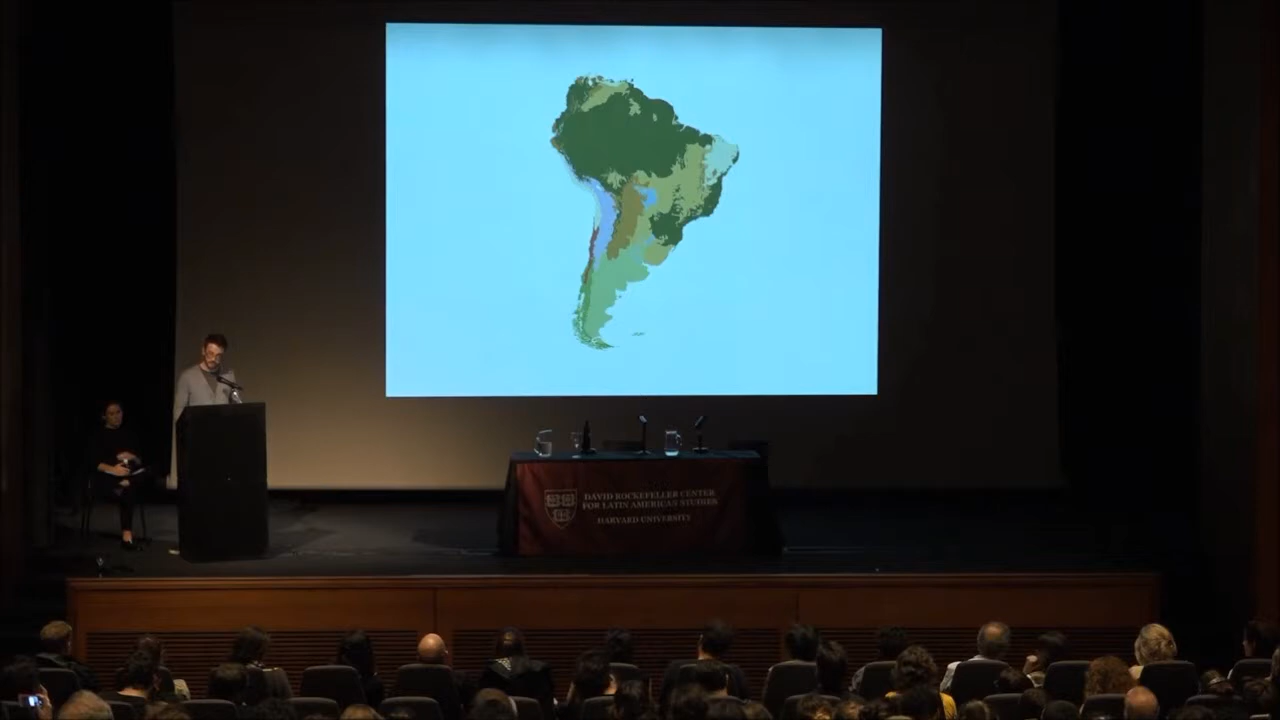 DAVID ROCKEFELLER CENTER
FOR LATIN AMERICAN STUDIES
HARVARD UNIVERSITY